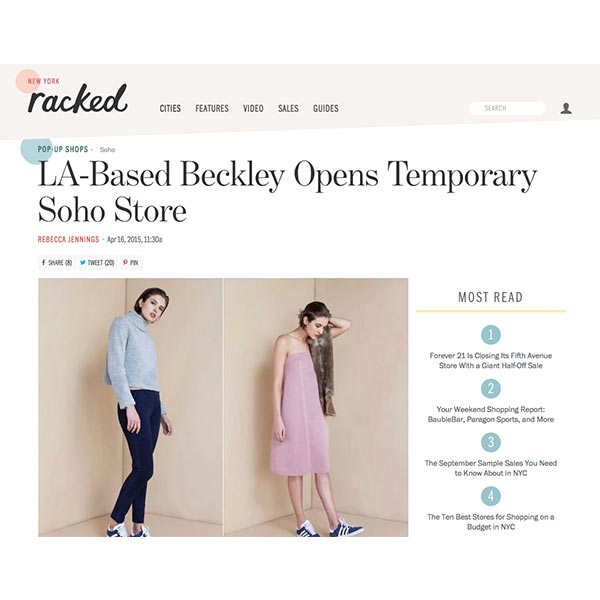 NEW YORK
racked
CITIES FEATURES VIDEO SALES GUIDES
SEARCH
POP-UP SHOPS - Soho
LA-Based Beckley Opens Temporary
Soho Store
REBECCA JENNINGS · Apr 16, 2015, 11:30a
SHARE (8) TWEET (20) PIN
MOST READ
1
Forever 21 Is Closing Its Fifth Avenue
Store With a Giant Half-Off Sale
2
Your Weekend Shopping Report:
BaubleBar, Paragon Sports, and More
3
The September Sample Sales You Need
to Know About in NYC
4
The Ten Best Stores for Shopping on a
Budget in NYC